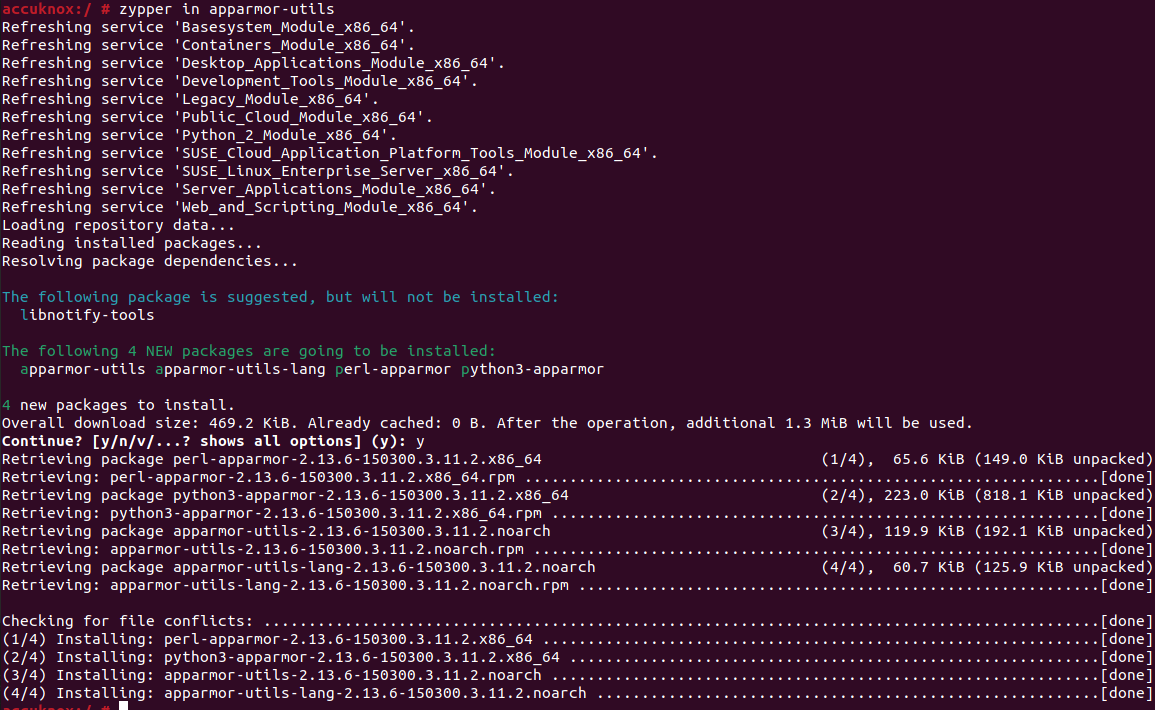 accuknox:/ # zypper in apparmor-utils
Refreshing service 'Basesystem_Module_x86_64'.
Refreshing service 'Containers_Module_x86_64'.
Refreshing service 'Desktop_Applications_Module_x86_64'.
Refreshing service 'Development_Tools_Module_x86_64'.
Refreshing service 'Legacy_Module_x86_64'.
Refreshing service 'Public_Cloud_Module_x86_64'.
Refreshing service 'Python_2_Module_x86_64'.
Refreshing service 'SUSE_Cloud_Application_Platform_Tools_Module_x86_64'.
Refreshing service 'SUSE_Linux_Enterprise_Server_x86_64'.
Refreshing service 'Server_Applications_Module_x86_64'.
Refreshing service 'Web_and_Scripting_Module_x86_64'.
Loading repository data...
Reading installed packages...
Resolving package dependencies...

The following package is suggested, but will not be installed:
  libnotify-tools

The following 4 NEW packages are going to be installed:
  apparmor-utils apparmor-utils-lang perl-apparmor python3-apparmor

4 new packages to install.
Overall download size: 469.2 KiB. Already cached: 0 B. After the operation, additional 1.3 MiB will be used.
Continue? [y/n/v/...? shows all options] (y): y
Retrieving package perl-apparmor-2.13.6-150300.3.11.2.x86_64 (1/4),  65.6 KiB (149.0 KiB unpacked)
Retrieving: perl-apparmor-2.13.6-150300.3.11.2.x86_64.rpm ................................................................[done]
Retrieving package python3-apparmor-2.13.6-150300.3.11.2.x86_64 (2/4), 223.0 KiB (818.1 KiB unpacked)
Retrieving: python3-apparmor-2.13.6-150300.3.11.2.x86_64.rpm .............................................................[done]
Retrieving package apparmor-utils-2.13.6-150300.3.11.2.noarch (3/4), 119.9 KiB (192.1 KiB unpacked)
Retrieving: apparmor-utils-2.13.6-150300.3.11.2.noarch.rpm ...............................................................[done]
Retrieving package apparmor-utils-lang-2.13.6-150300.3.11.2.noarch (4/4),  60.7 KiB (125.9 KiB unpacked)
Retrieving: apparmor-utils-lang-2.13.6-150300.3.11.2.noarch.rpm ..........................................................[done]

Checking for file conflicts: .............................................................................................[done]
(1/4) Installing: perl-apparmor-2.13.6-150300.3.11.2.x86_64 ..............................................................[done]
(2/4) Installing: python3-apparmor-2.13.6-150300.3.11.2.x86_64 ...........................................................[done]
(3/4) Installing: apparmor-utils-2.13.6-150300.3.11.2.noarch .............................................................[done]
(4/4) Installing: apparmor-utils-lang-2.13.6-150300.3.11.2.noarch ........................................................[done]
accuknox:/ #